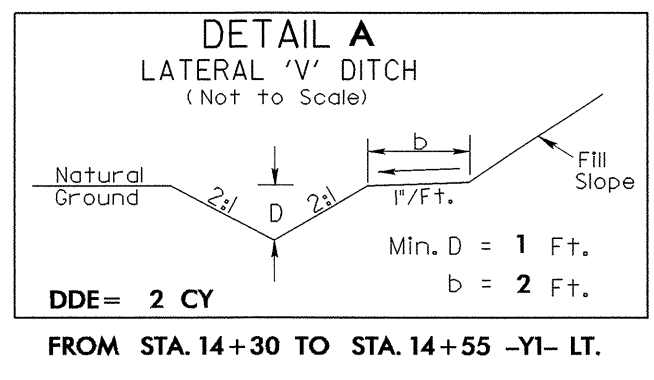 DETAIL A
LATERAL 'V' DITCH
(Not to Scale)
b
Natural
Ground
2:1
D
2:1
1"/Ft.
Fill
Slope
Min. D = 1 Ft.
b = 2 Ft.
DDE= 2 CY
FROM STA. 14+30 TO STA. 14+55 -Y1- LT.